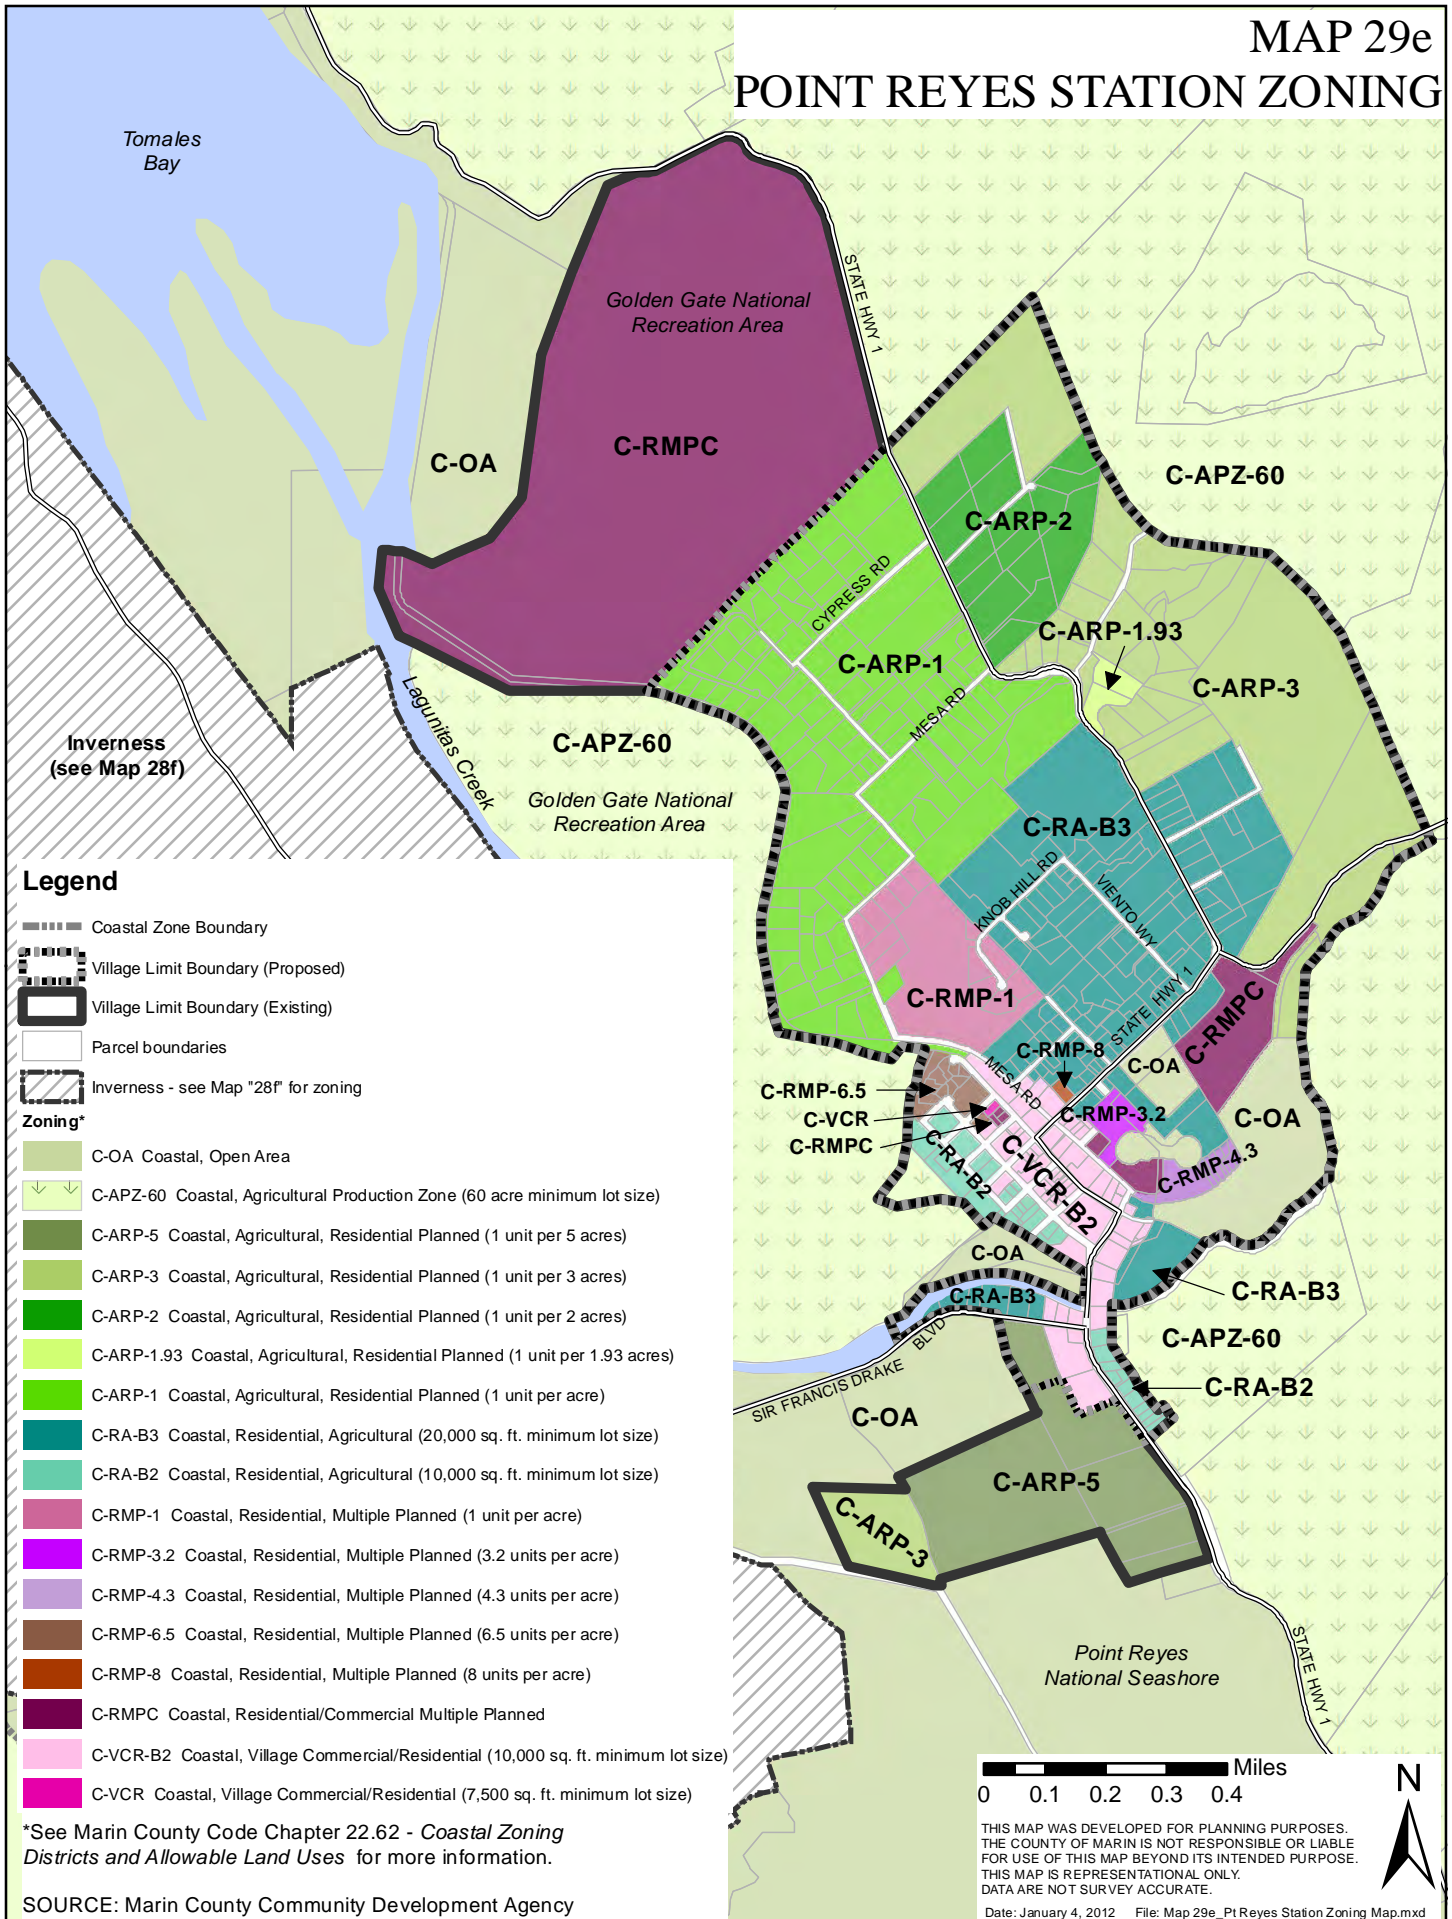 MAP 29e
POINT REYES STATION ZONING
Tomales
Bay
STATE HWY 1
Golden Gate National
Recreation Area
C-RMPC
C-OA
C-APZ-60
C-ARP-2
CYPRESS RD
C-ARP-1.93
C-ARP-1
C-ARP-3
MESA RD
Lagunitas Creek
Inverness
(see Map 28f)
C-APZ-60
Golden Gate National
Recreation Area
C-RA-B3
KNOB HILL RD
VIENTO WY
C-RMP-1
STATE HWY 1
C-RMPC
C-RMP-8
C-OA
MESA RD
C-RMP-6.5
C-VCR
C-RMPC
C-RMP-3.2
C-OA
C-RA-B2
C-VCR-B2
C-RMP-4.3
C-OA
C-RA-B3
C-RA-B3
C-APZ-60
C-RA-B2
SIR FRANCIS DRAKE BLVD
C-OA
C-ARP-5
C-ARP-3
Point Reyes
National Seashore
STATE HWY 1
Legend
Coastal Zone Boundary
Village Limit Boundary (Proposed)
Village Limit Boundary (Existing)
Parcel boundaries
Inverness - see Map "28f" for zoning
Zoning*
C-OA Coastal, Open Area
C-APZ-60 Coastal, Agricultural Production Zone (60 acre minimum lot size)
C-ARP-5 Coastal, Agricultural, Residential Planned (1 unit per 5 acres)
C-ARP-3 Coastal, Agricultural, Residential Planned (1 unit per 3 acres)
C-ARP-2 Coastal, Agricultural, Residential Planned (1 unit per 2 acres)
C-ARP-1.93 Coastal, Agricultural, Residential Planned (1 unit per 1.93 acres)
C-ARP-1 Coastal, Agricultural, Residential Planned (1 unit per acre)
C-RA-B3 Coastal, Residential, Agricultural (20,000 sq. ft. minimum lot size)
C-RA-B2 Coastal, Residential, Agricultural (10,000 sq. ft. minimum lot size)
C-RMP-1 Coastal, Residential, Multiple Planned (1 unit per acre)
C-RMP-3.2 Coastal, Residential, Multiple Planned (3.2 units per acre)
C-RMP-4.3 Coastal, Residential, Multiple Planned (4.3 units per acre)
C-RMP-6.5 Coastal, Residential, Multiple Planned (6.5 units per acre)
C-RMP-8 Coastal, Residential, Multiple Planned (8 units per acre)
C-RMPC Coastal, Residential/Commercial Multiple Planned
C-VCR-B2 Coastal, Village Commercial/Residential (10,000 sq. ft. minimum lot size)
C-VCR Coastal, Village Commercial/Residential (7,500 sq. ft. minimum lot size)
*See Marin County Code Chapter 22.62 - Coastal Zoning
Districts and Allowable Land Uses for more information.
SOURCE: Marin County Community Development Agency
Miles
0 0.1 0.2 0.3 0.4
N
THIS MAP WAS DEVELOPED FOR PLANNING PURPOSES.
THE COUNTY OF MARIN IS NOT RESPONSIBLE OR LIABLE
FOR USE OF THIS MAP BEYOND ITS INTENDED PURPOSE.
THIS MAP IS REPRESENTATIONAL ONLY.
DATA ARE NOT SURVEY ACCURATE.
Date: January 4, 2012 File: Map 29e_Pt Reyes Station Zoning Map.mxd